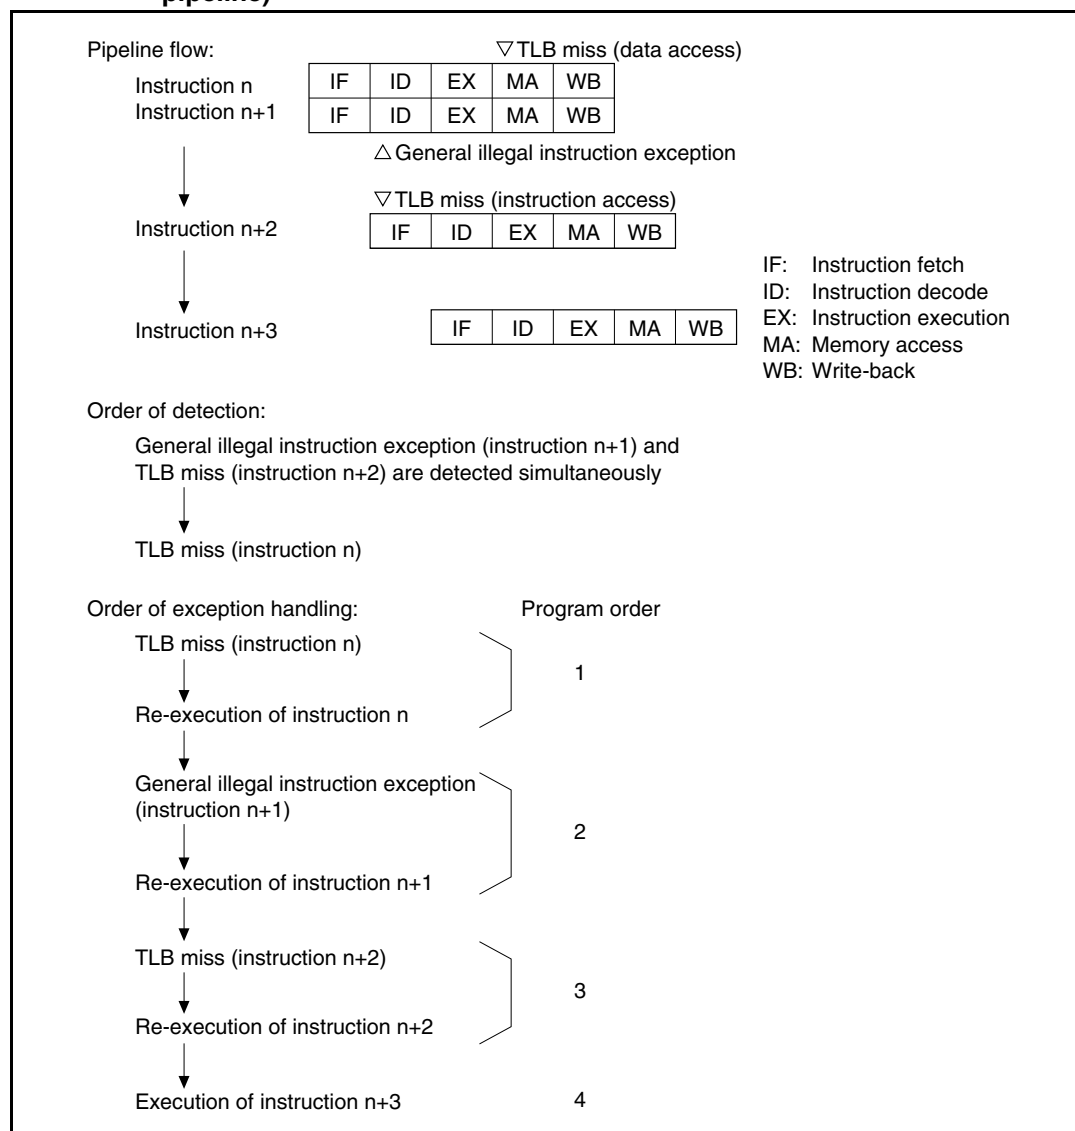 pipeline)
Pipeline flow:
▽TLB miss (data access)
Instruction n IF ID EX MA WB
Instruction n+1 IF ID EX MA WB
△General illegal instruction exception
▽TLB miss (instruction access)
Instruction n+2 IF ID EX MA WB
IF: Instruction fetch
ID: Instruction decode
EX: Instruction execution
MA: Memory access
WB: Write-back
Instruction n+3 IF ID EX MA WB
Order of detection:
General illegal instruction exception (instruction n+1) and
TLB miss (instruction n+2) are detected simultaneously
TLB miss (instruction n)
Order of exception handling: Program order
TLB miss (instruction n)
1
Re-execution of instruction n
General illegal instruction exception
(instruction n+1)
2
Re-execution of instruction n+1
TLB miss (instruction n+2)
3
Re-execution of instruction n+2
Execution of instruction n+3 4